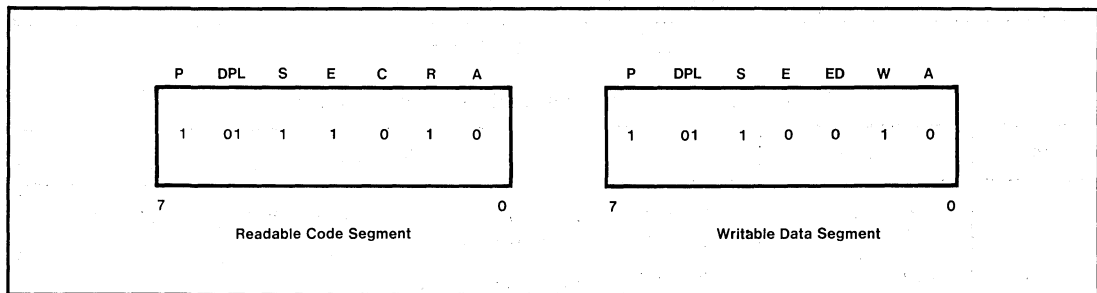 P DPL S E C R A P DPL S E ED W A
1 01 1 1 0 1 0 1 01 1 0 0 1 0
7 0 7 0
Readable Code Segment Writable Data Segment